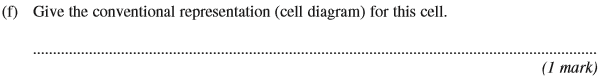 (f) Give the conventional representation (cell diagram) for this cell.
(1 mark)